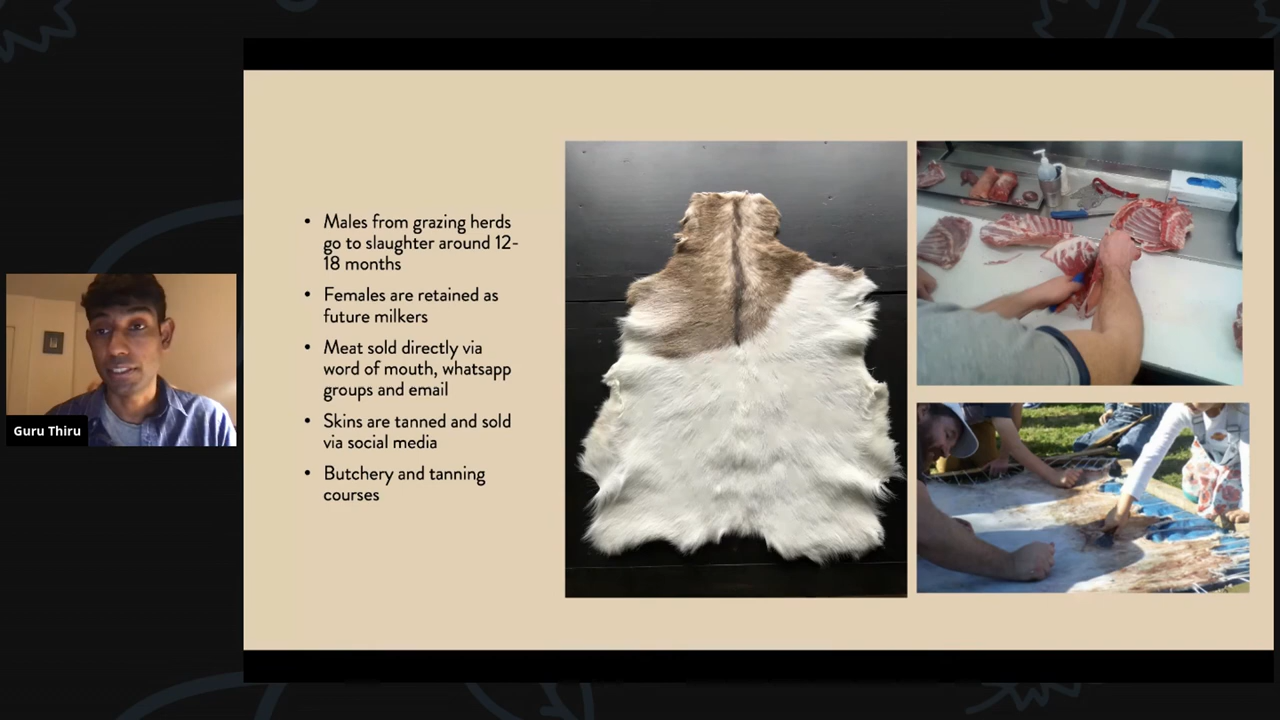 • Males from grazing herds
go to slaughter around 12-
18 months
• Females are retained as
future milkers
• Meat sold directly via
word of mouth, whatsapp
groups and email
• Skins are tanned and sold
via social media
• Butchery and tanning
courses
Guru Thiru